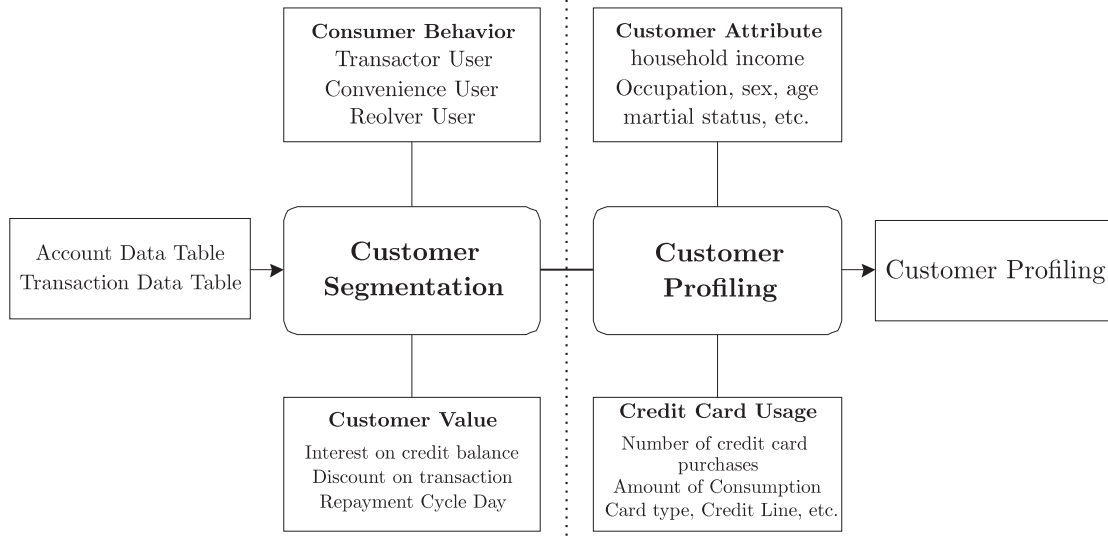 Consumer Behavior
Transactor User
Convenience User
Reolver User
Customer Attribute
household income
Occupation, sex, age
martial status, etc.
Account Data Table
Transaction Data Table
Customer
Segmentation
Customer
Profiling
Customer Profiling
Customer Value
Interest on credit balance
Discount on transaction
Repayment Cycle Day
Credit Card Usage
Number of credit card
purchases
Amount of Consumption
Card type, Credit Line, etc.